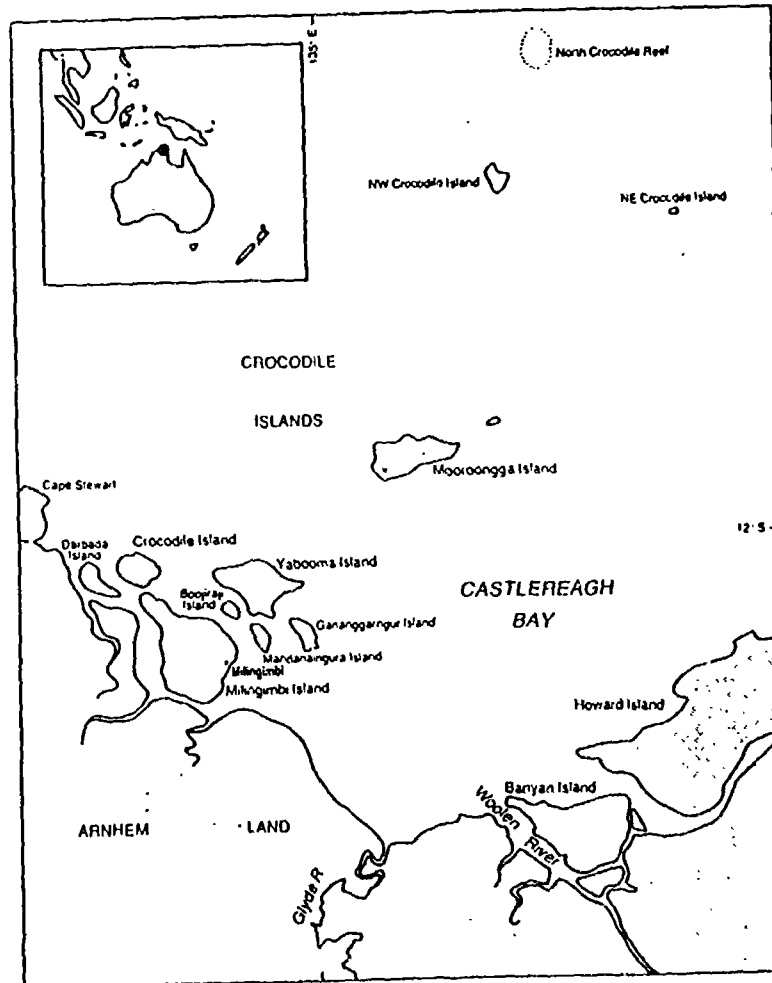 135° E
North Crocodile Reef
NW Crocodile Island
NE Crocodile Island
CROCODILE
ISLANDS
Mooroongga Island
Cape Stewart
12° S
Darbada
Island
Crocodile Island
Yabooma Island
Boojiragi
Island
CASTLEREAGH
BAY
Gananggarngur Island
Mandanaingura Island
Milingimbi
Milingimbi Island
Howard Island
Banyan Island
Woolen
River
ARNHEM LAND
Glyde R